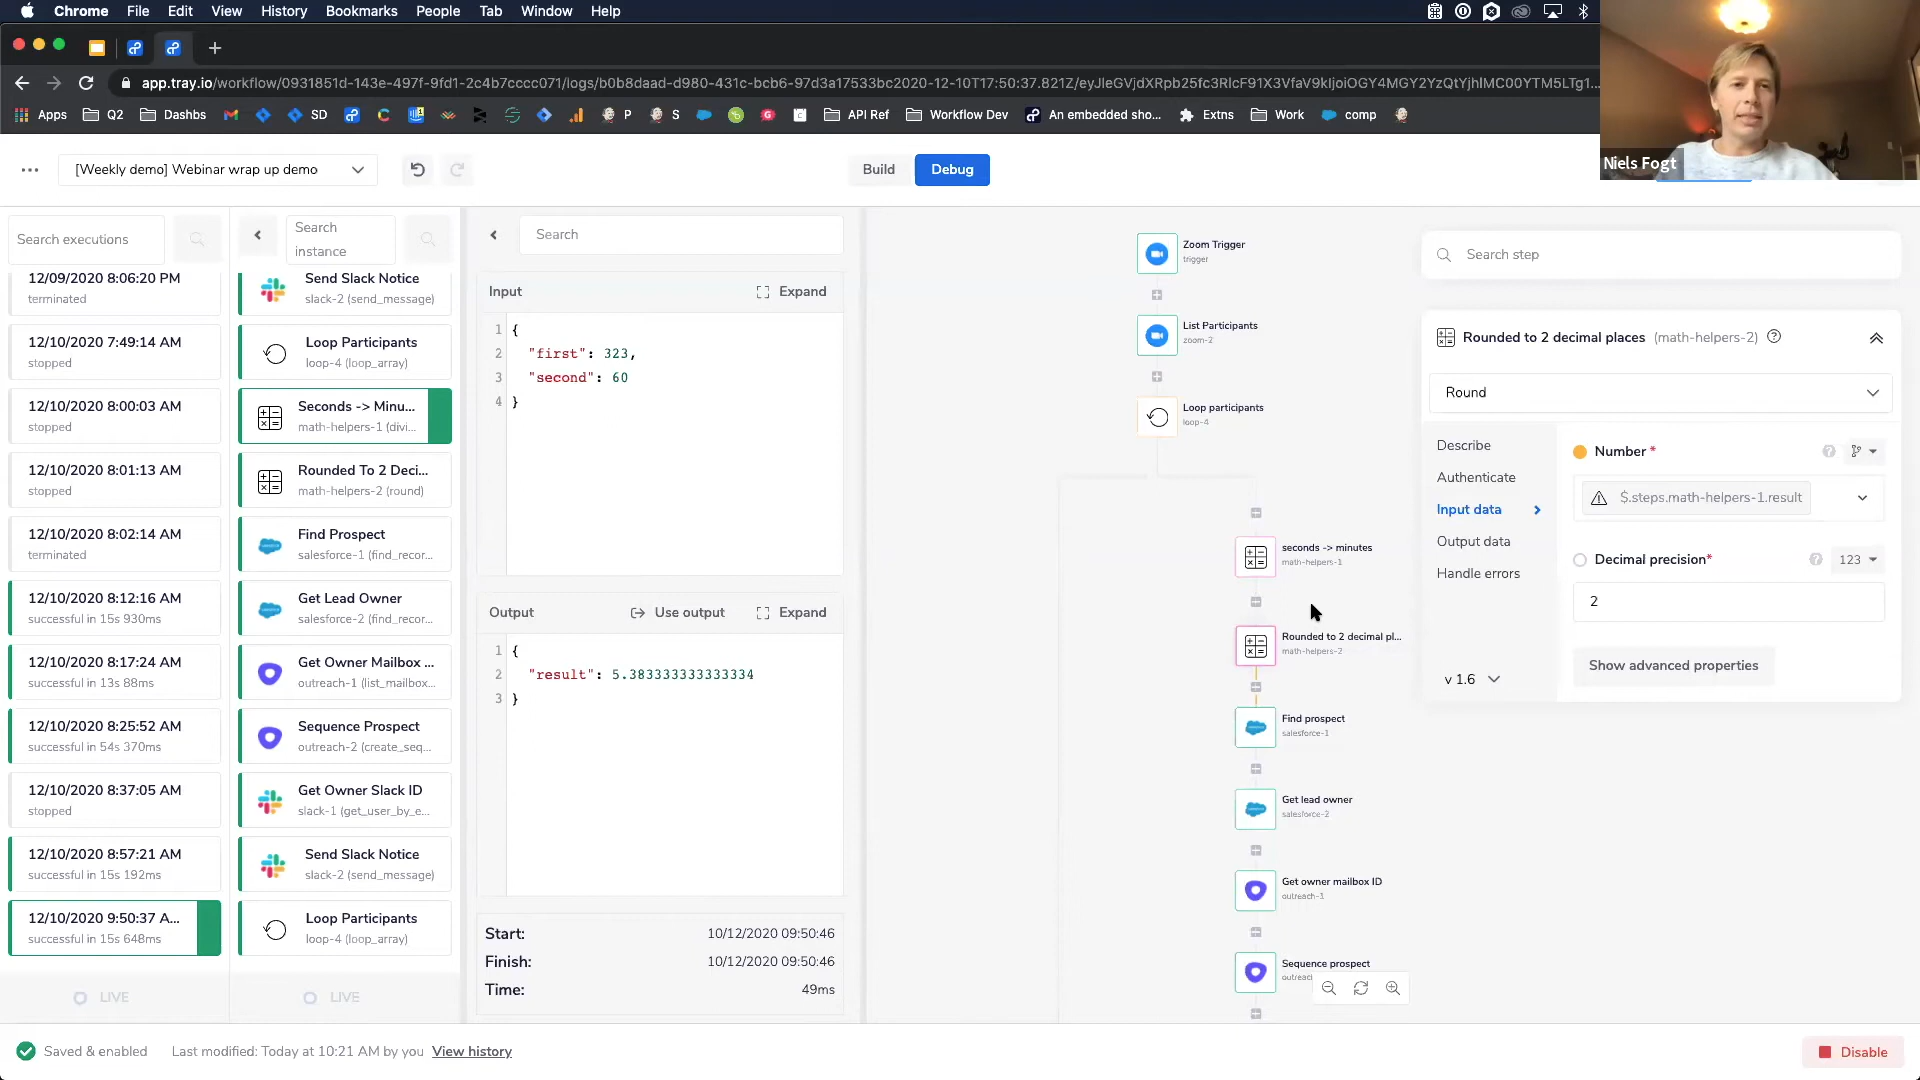 Chrome File Edit View History Bookmarks People Tab Window Help
app.tray.io/workflow/0931851d-143e-497f-9fd1-2c4b7cccc071/logs/b0b8daad-d980-431c-bcb6-97d3a17533bc2020-12-10T17:50:37.821Z/
Apps Q2 Dashbs SD P S API Ref Workflow Dev An embedded sho... Extns Work comp
Niels Fogt
[Weekly demo] Webinar wrap up demo
Build Debug
Search executions
12/09/2020 8:06:20 PM
terminated
12/10/2020 7:49:14 AM
stopped
12/10/2020 8:00:03 AM
stopped
12/10/2020 8:01:13 AM
stopped
12/10/2020 8:02:14 AM
terminated
12/10/2020 8:12:16 AM
successful in 15s 930ms
12/10/2020 8:17:24 AM
successful in 13s 88ms
12/10/2020 8:25:52 AM
successful in 54s 370ms
12/10/2020 8:37:05 AM
stopped
12/10/2020 8:57:21 AM
successful in 15s 192ms
12/10/2020 9:50:37 A...
successful in 15s 648ms
LIVE
Search
instance
Send Slack Notice
slack-2 (send_message)
Loop Participants
loop-4 (loop_array)
Seconds -> Minu...
math-helpers-1 (divi...
Rounded To 2 Deci...
math-helpers-2 (round)
Find Prospect
salesforce-1 (find_recor...
Get Lead Owner
salesforce-2 (find_recor...
Get Owner Mailbox ...
outreach-1 (list_mailbox...
Sequence Prospect
outreach-2 (create_seq...
Get Owner Slack ID
slack-1 (get_user_by_e...
Send Slack Notice
slack-2 (send_message)
Loop Participants
loop-4 (loop_array)
LIVE
Search
Input Expand
1 {
2 "first": 323,
3 "second": 60
4 }
Output Use output Expand
1 {
2 "result": 5.383333333333334
3 }
Start: 10/12/2020 09:50:46
Finish: 10/12/2020 09:50:46
Time: 49ms
Zoom Trigger
trigger
List Participants
zoom-2
Loop participants
loop-4
seconds -> minutes
math-helpers-1
Rounded to 2 decimal pl...
math-helpers-2
Find prospect
salesforce-1
Get lead owner
salesforce-2
Get owner mailbox ID
outreach-1
Sequence prospect
outreac
Search step
Rounded to 2 decimal places (math-helpers-2)
Round
Describe
Authenticate
Input data
Output data
Handle errors
v 1.6
Number *
$.steps.math-helpers-1.result
Decimal precision* 123
2
Show advanced properties
Saved & enabled Last modified: Today at 10:21 AM by you View history
Disable